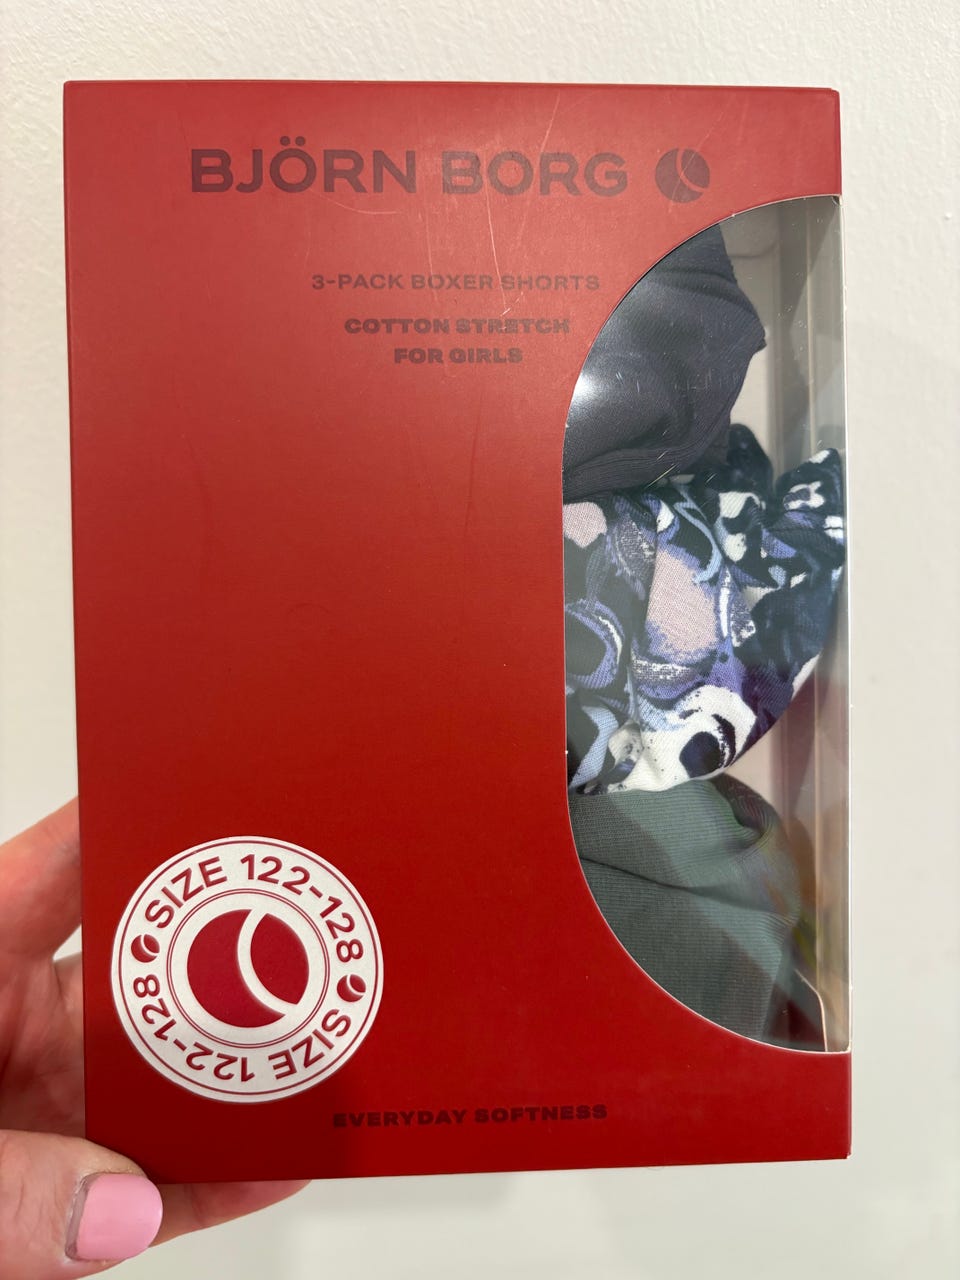 BJÖRN BORG
3-PACK BOXER SHORTS
COTTON STRETCH
FOR GIRLS
SIZE 122-128
SIZE 122-128
EVERYDAY SOFTNESS